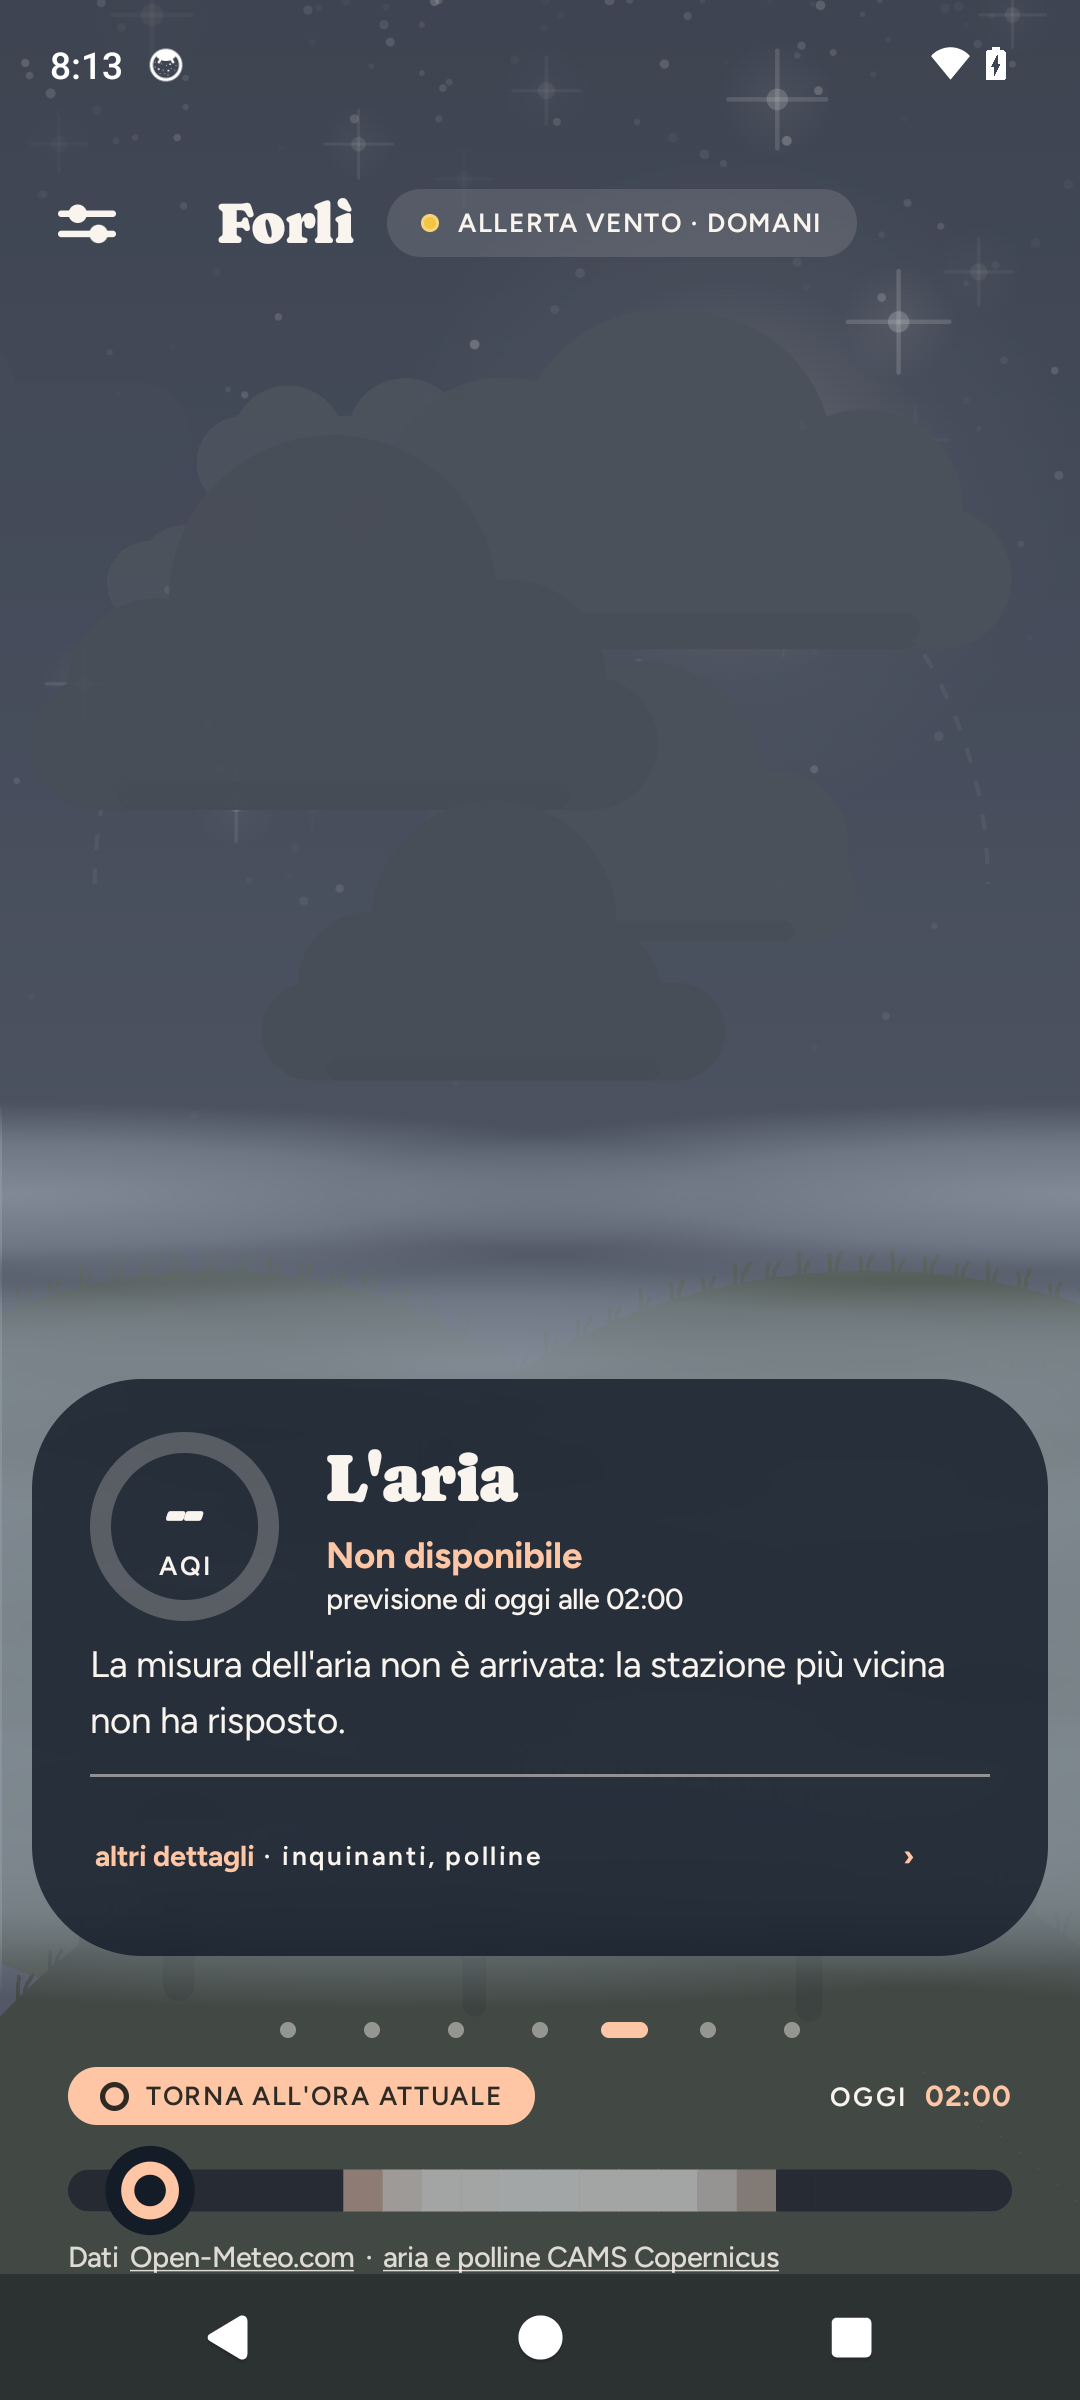 8:13
Forlì
ALLERTA VENTO · DOMANI
--
AQI
L'aria
Non disponibile
previsione di oggi alle 02:00
La misura dell'aria non è arrivata: la stazione più vicina
non ha risposto.
altri dettagli · inquinanti, polline ›
TORNA ALL'ORA ATTUALE
OGGI 02:00
Dati Open-Meteo.com · aria e polline CAMS Copernicus